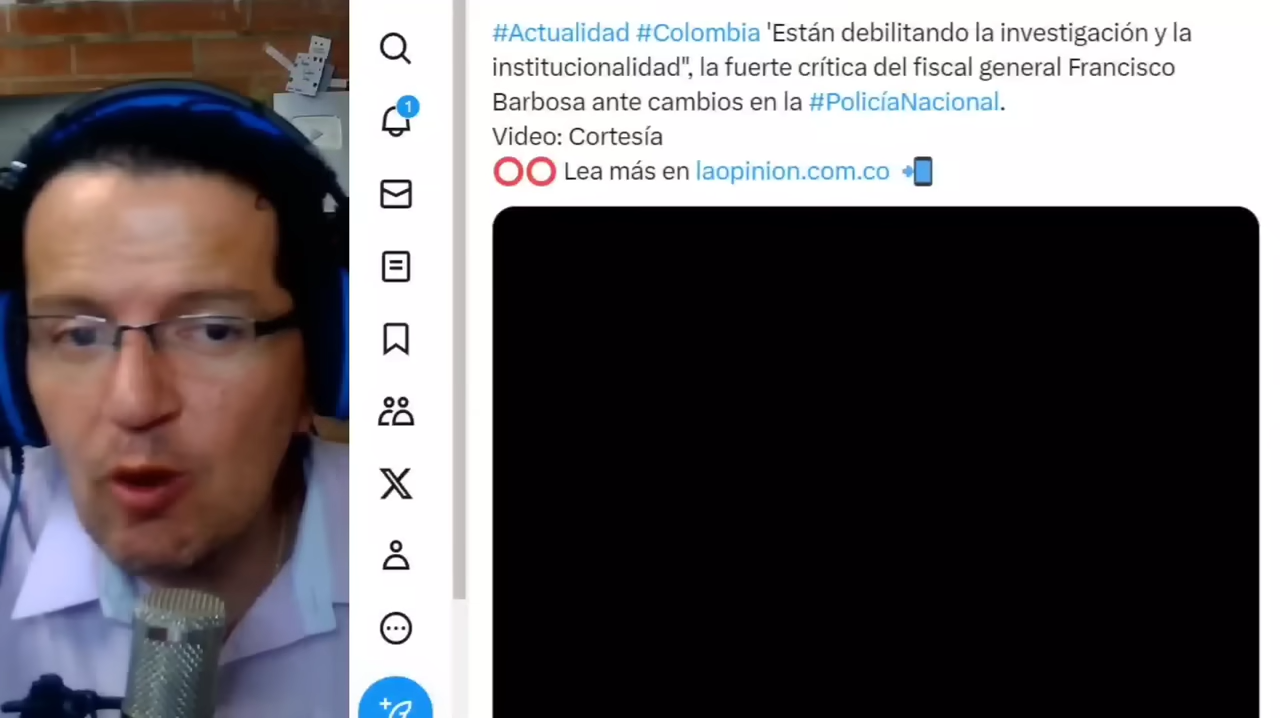 #Actualidad #Colombia 'Están debilitando la investigación y la
institucionalidad", la fuerte crítica del fiscal general Francisco
Barbosa ante cambios en la #PolicíaNacional.
Video: Cortesía
Lea más en laopinion.com.co
1